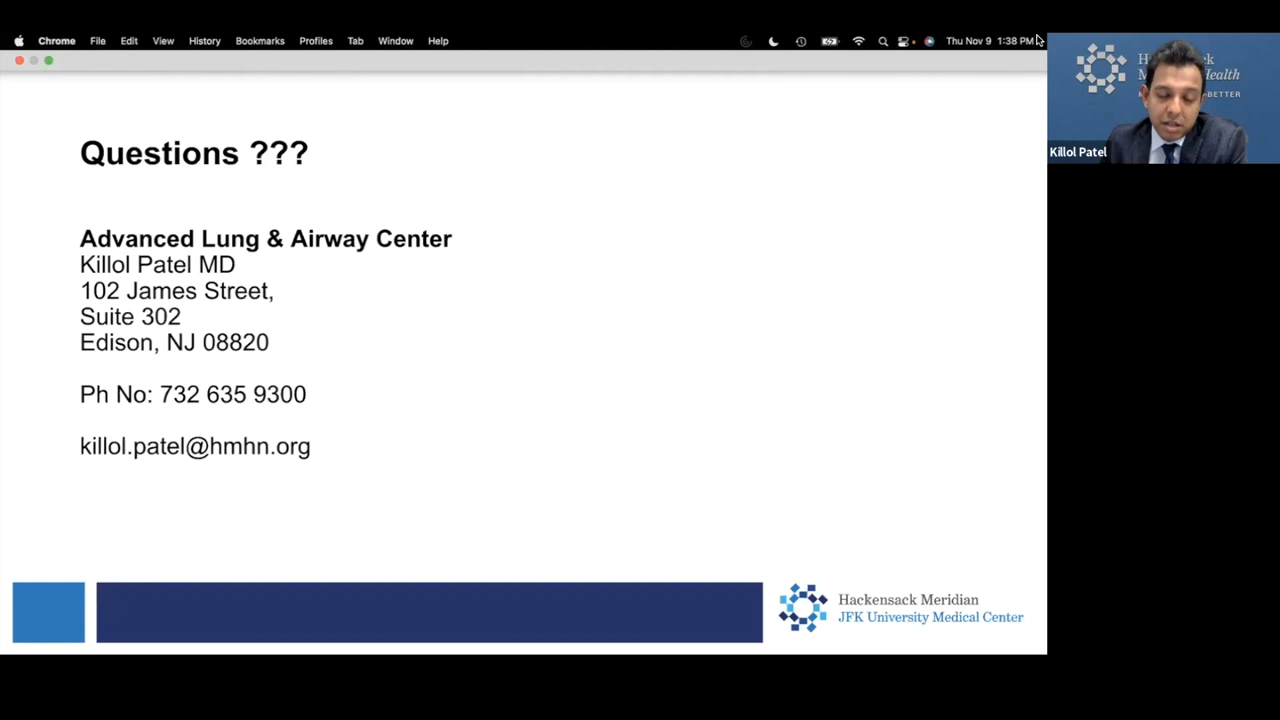 Chrome File Edit View History Bookmarks Profiles Tab Window Help Thu Nov 9 1:38 PM
Questions ???
Advanced Lung & Airway Center
Killol Patel MD
102 James Street,
Suite 302
Edison, NJ 08820
Ph No: 732 635 9300
killol.patel@hmhn.org
Hackensack Meridian
JFK University Medical Center
Killol Patel
BETTER